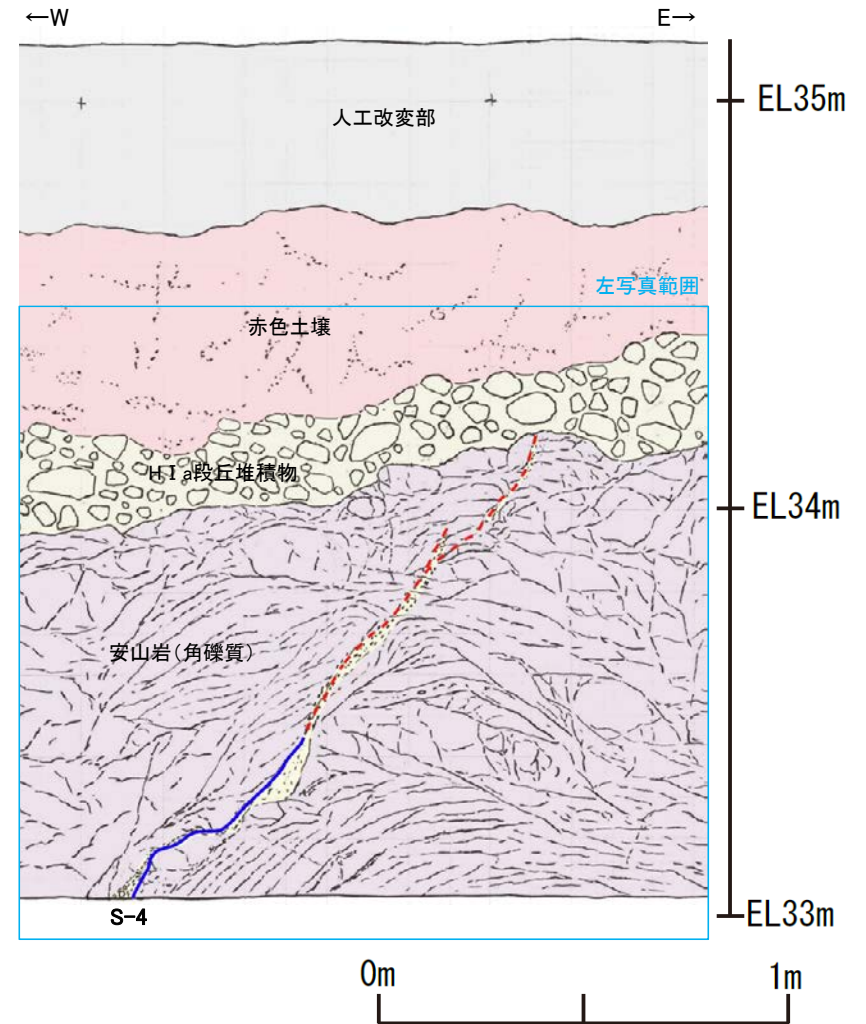 ←W
E→
EL35m
人工改変部
左写真範囲
赤色土壌
HⅠa段丘堆積物
EL34m
安山岩(角礫質)
EL33m
S-4
0m
1m